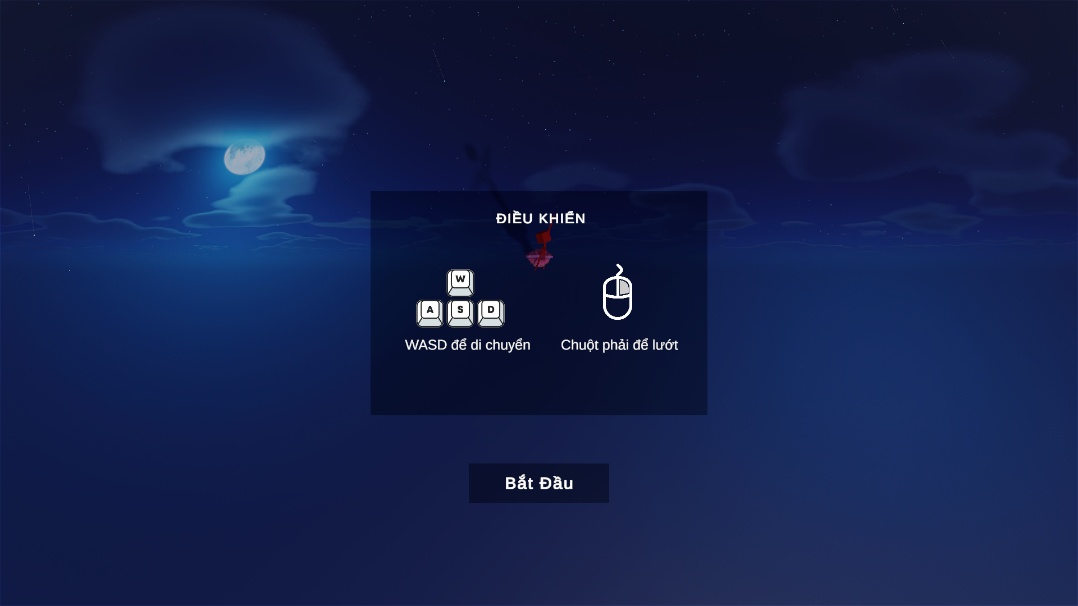 ĐIỀU KHIỂN
W
A S D
WASD để di chuyển
Chuột phải để lướt
Bắt Đầu